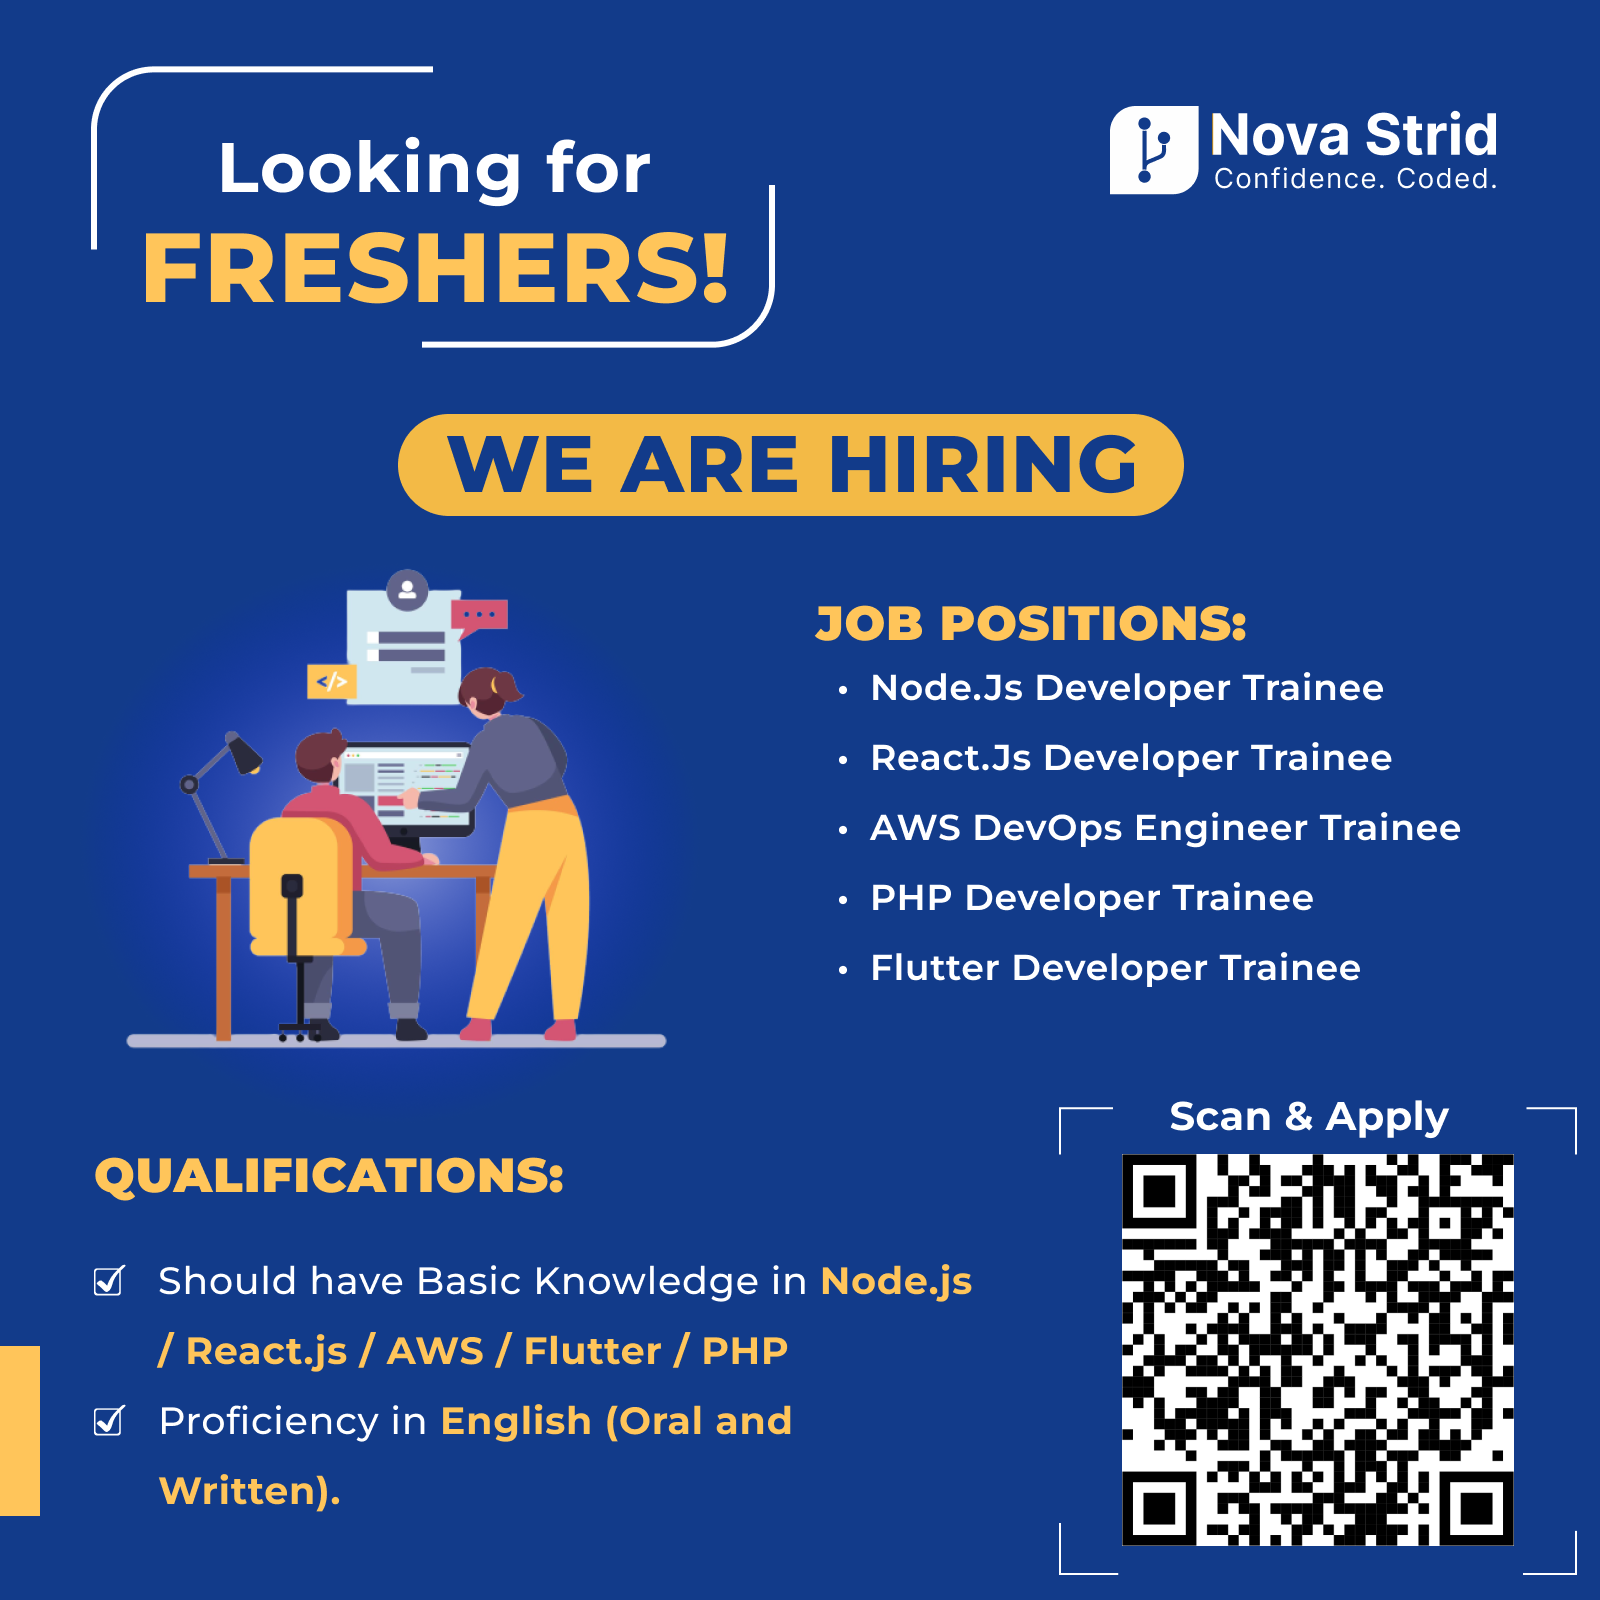 Looking for
FRESHERS!
Nova Strid
Confidence. Coded.
WE ARE HIRING
</>
JOB POSITIONS:
• Node.Js Developer Trainee
• React.Js Developer Trainee
• AWS DevOps Engineer Trainee
• PHP Developer Trainee
• Flutter Developer Trainee
Scan & Apply
QUALIFICATIONS:
Should have Basic Knowledge in Node.js
/ React.js / AWS / Flutter / PHP
Proficiency in English (Oral and
Written).